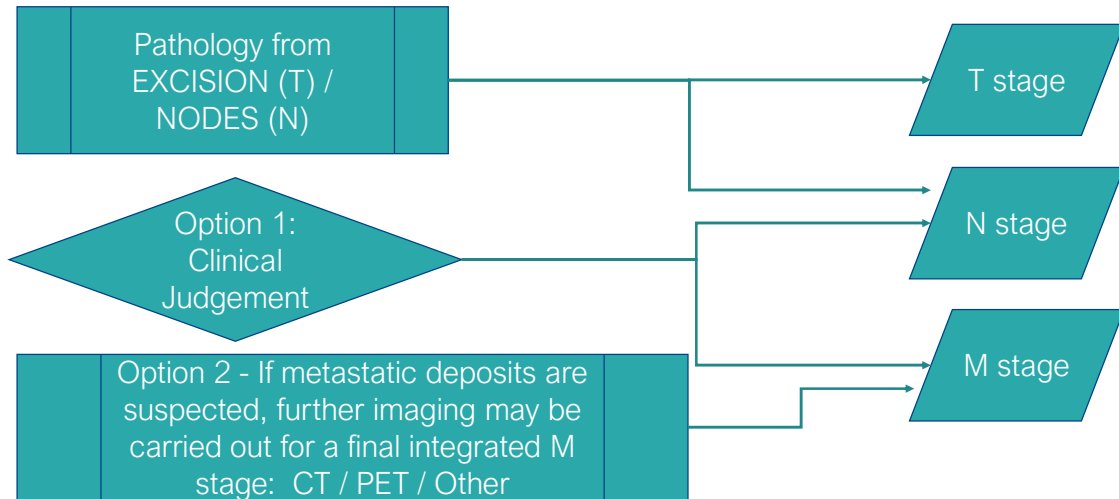 Pathology from
EXCISION (T) /
NODES (N)
T stage
Option 1:
Clinical
Judgement
N stage
Option 2 - If metastatic deposits are
suspected, further imaging may be
carried out for a final integrated M
stage:  CT / PET / Other
M stage